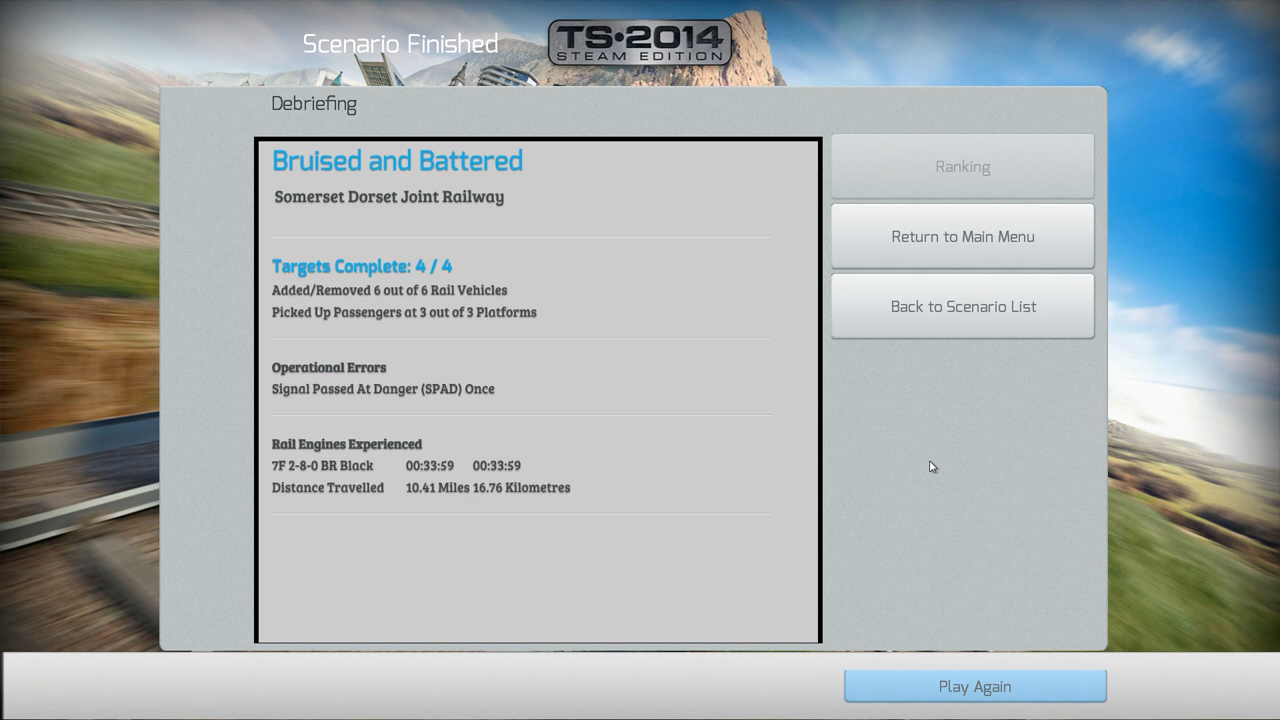 Scenario Finished
TS·2014
STEAM EDITION
Debriefing
Bruised and Battered
Somerset Dorset Joint Railway
Targets Complete: 4 / 4
Added/Removed 6 out of 6 Rail Vehicles
Picked Up Passengers at 3 out of 3 Platforms
Operational Errors
Signal Passed At Danger (SPAD) Once
Rail Engines Experienced
7F 2-8-0 BR Black 00:33:59 00:33:59
Distance Travelled 10.41 Miles 16.76 Kilometres
Ranking
Return to Main Menu
Back to Scenario List
Play Again